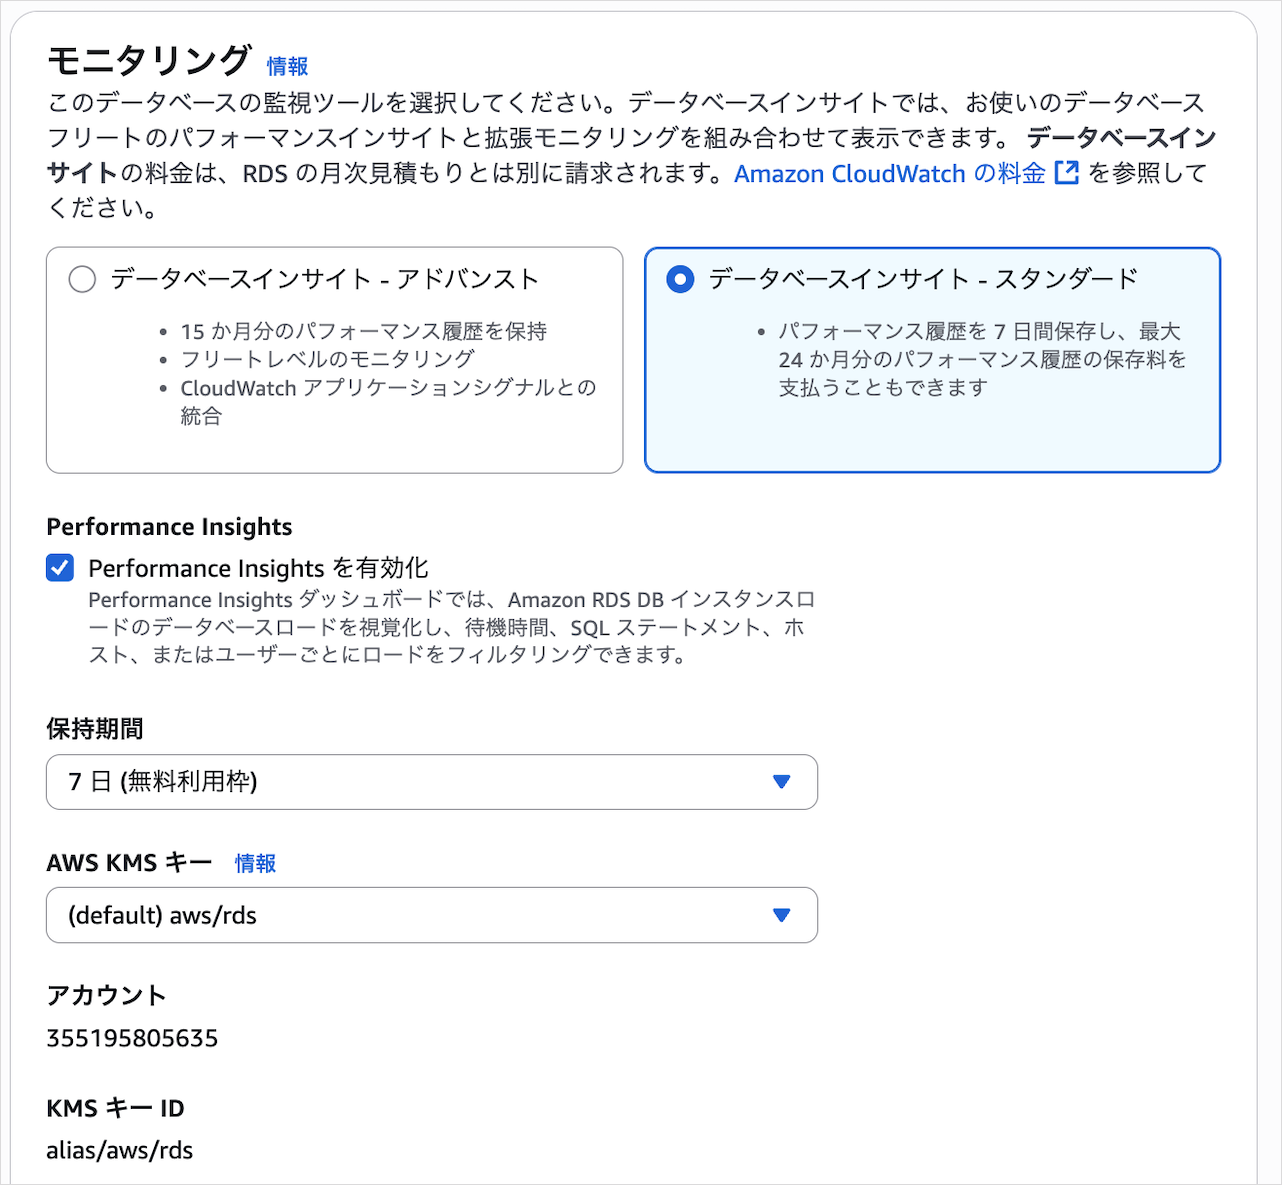 モニタリング 情報
このデータベースの監視ツールを選択してください。データベースインサイトでは、お使いのデータベース
フリートのパフォーマンスインサイトと拡張モニタリングを組み合わせて表示できます。 データベースイン
サイトの料金は、RDS の月次見積もりとは別に請求されます。Amazon CloudWatch の料金 を参照して
ください。
データベースインサイト - アドバンスト
• 15 か月分のパフォーマンス履歴を保持
• フリートレベルのモニタリング
• CloudWatch アプリケーションシグナルとの
統合
データベースインサイト - スタンダード
• パフォーマンス履歴を 7 日間保存し、最大
24 か月分のパフォーマンス履歴の保存料を
支払うこともできます
Performance Insights
Performance Insights を有効化
Performance Insights ダッシュボードでは、Amazon RDS DB インスタンスロ
ードのデータベースロードを視覚化し、待機時間、SQL ステートメント、ホ
スト、またはユーザーごとにロードをフィルタリングできます。
保持期間
7 日 (無料利用枠)
AWS KMS キー 情報
(default) aws/rds
アカウント
355195805635
KMS キー ID
alias/aws/rds